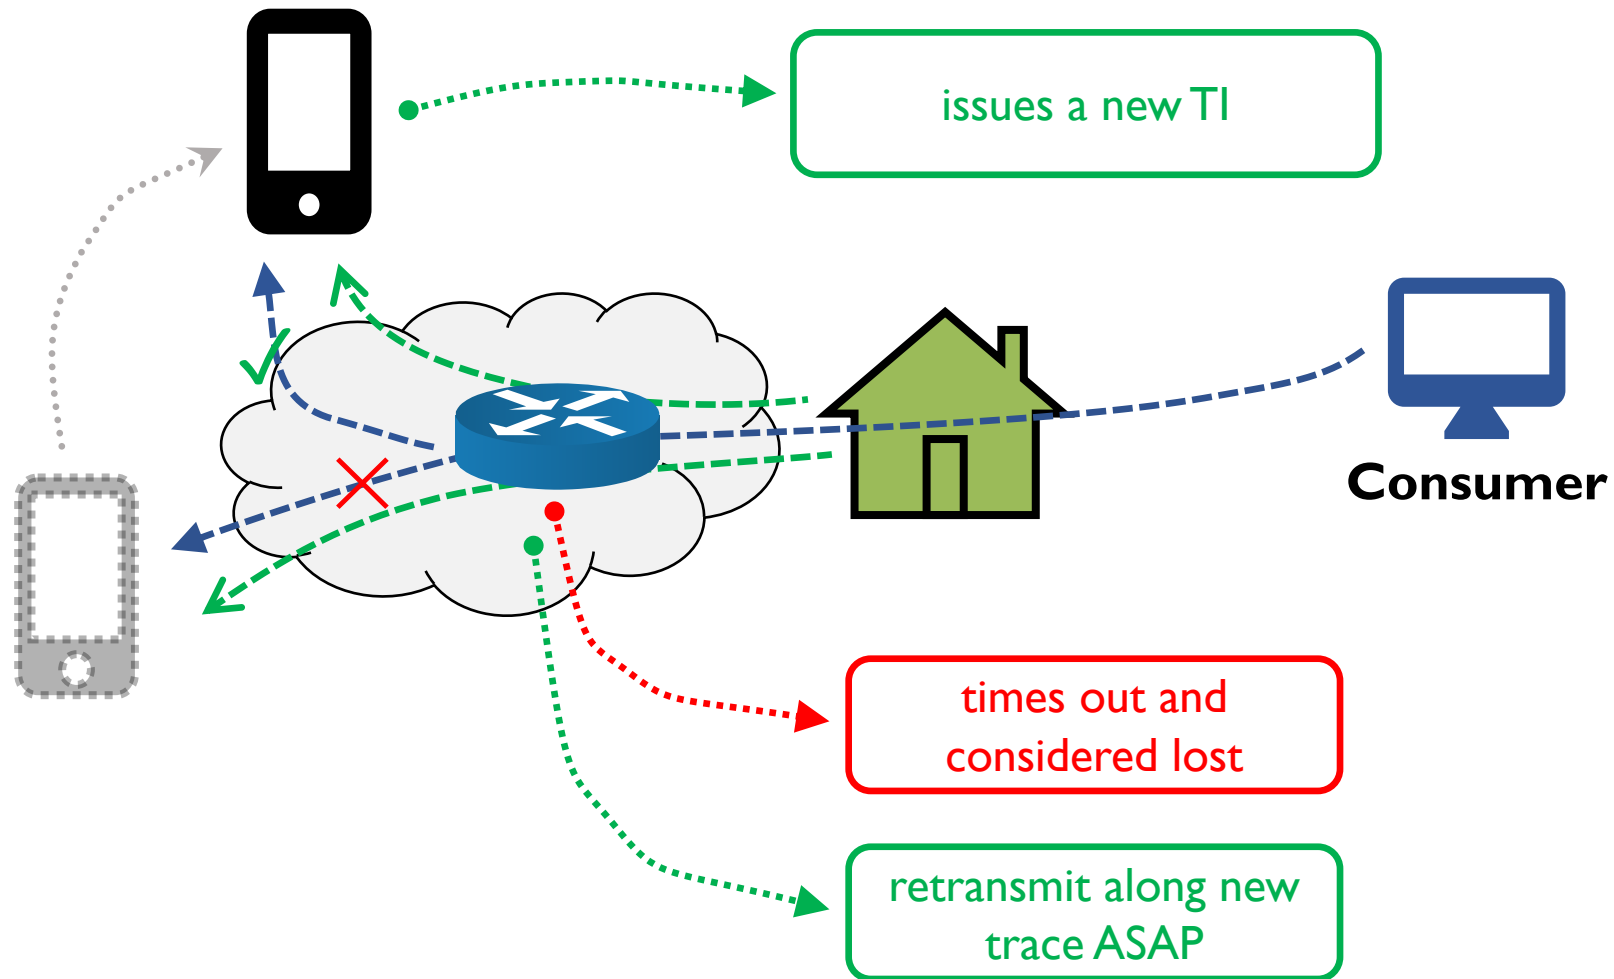 issues a new TI
Consumer
times out and
considered lost
retransmit along new
trace ASAP